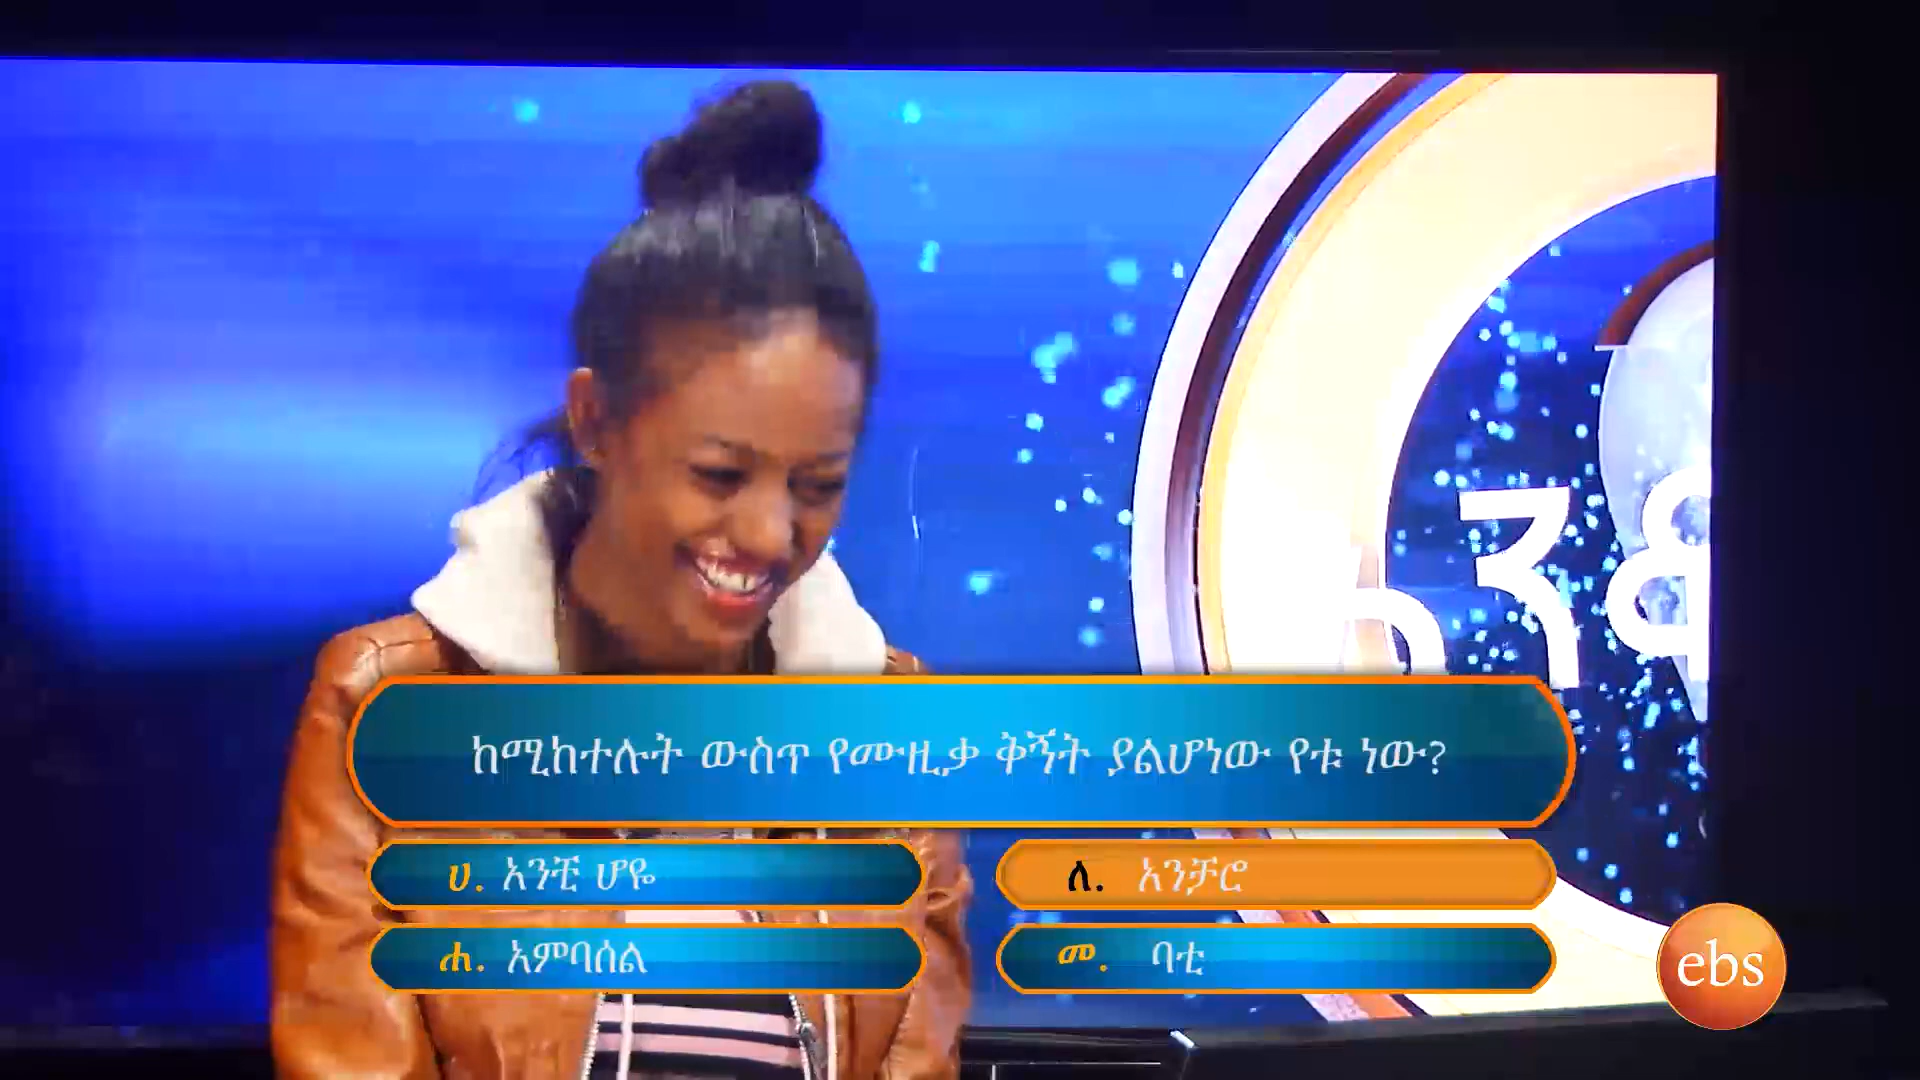 ከሚከተሉት ውስጥ የሙዚቃ ቅኝት ያልሆነው የቱ ነው?
ሀ. አንቺ ሆዬ
ለ. አንቻሮ
ሐ. አምባሰል
መ. ባቲ
ebs